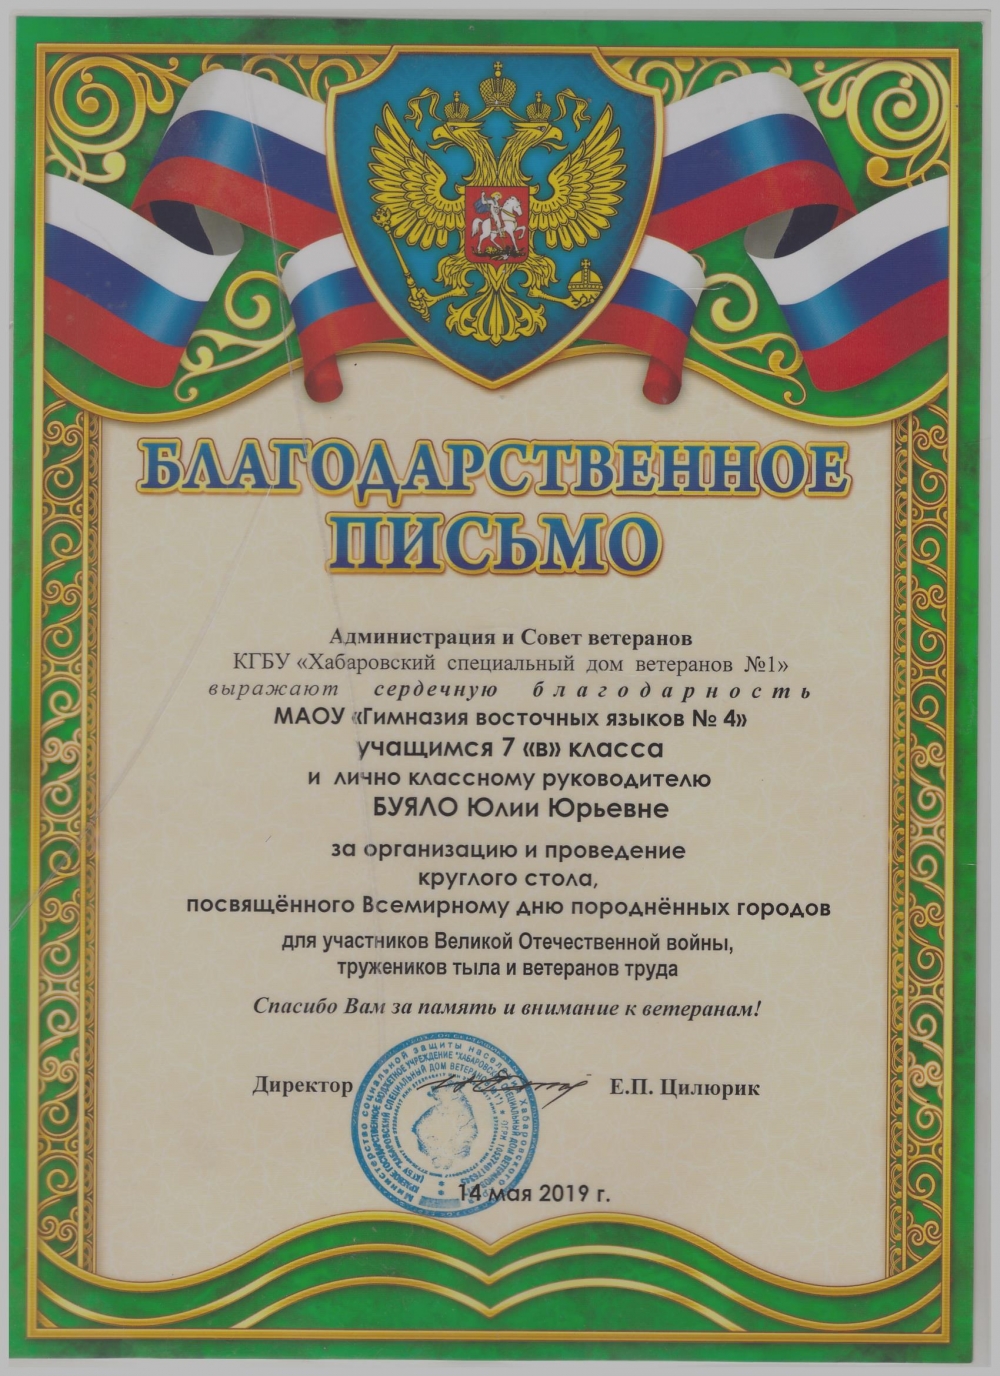 БЛАГОДАРСТВЕННОЕ
ПИСЬМО
Администрация и Совет ветеранов
КГБУ «Хабаровский специальный дом ветеранов №1»
выражают сердечную благодарность
МАОУ «Гимназия восточных языков № 4»
учащимся 7 «в» класса
и лично классному руководителю
БУЯЛО Юлии Юрьевне
за организацию и проведение
круглого стола,
посвящённого Всемирному дню породнённых городов
для участников Великой Отечественной войны,
тружеников тыла и ветеранов труда
Спасибо Вам за память и внимание к ветеранам!
Директор Е.П. Цилюрик
14 мая 2019 г.